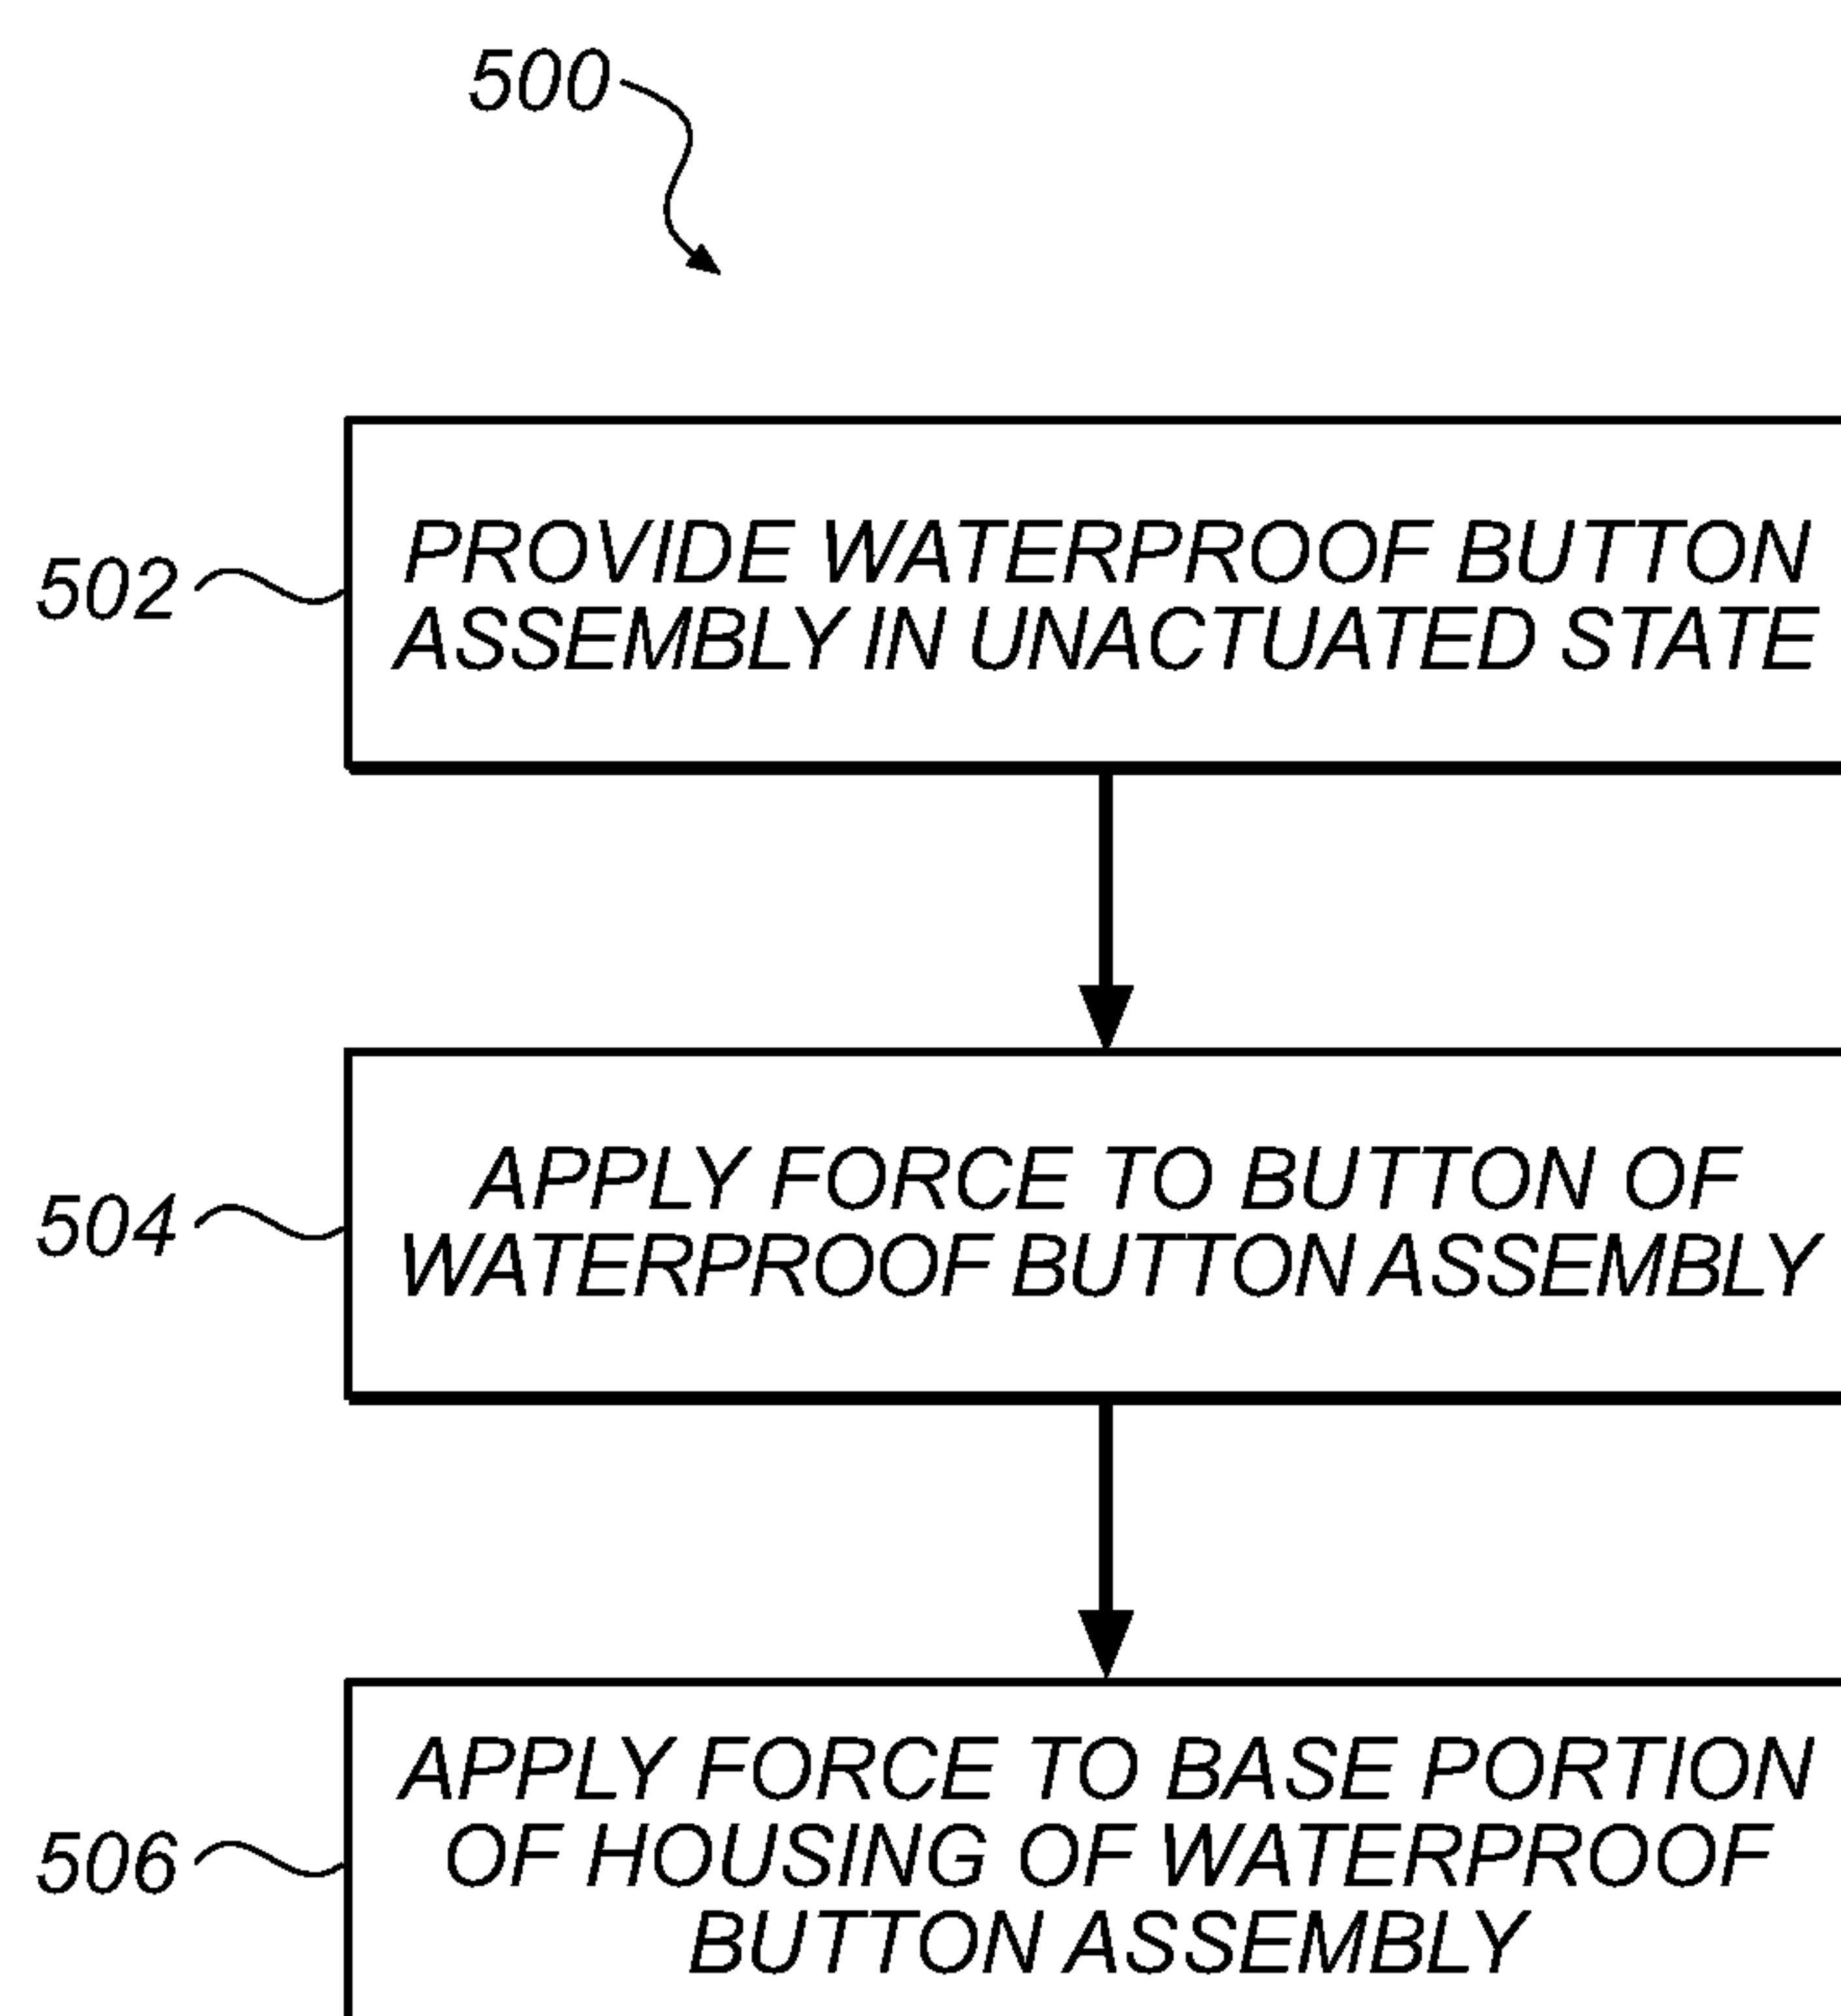 500
502
PROVIDE WATERPROOF BUTTON
ASSEMBLY IN UNACTUATED STATE
504
APPLY FORCE TO BUTTON OF
WATERPROOF BUTTON ASSEMBLY
506
APPLY FORCE TO BASE PORTION
OF HOUSING OF WATERPROOF
BUTTON ASSEMBLY